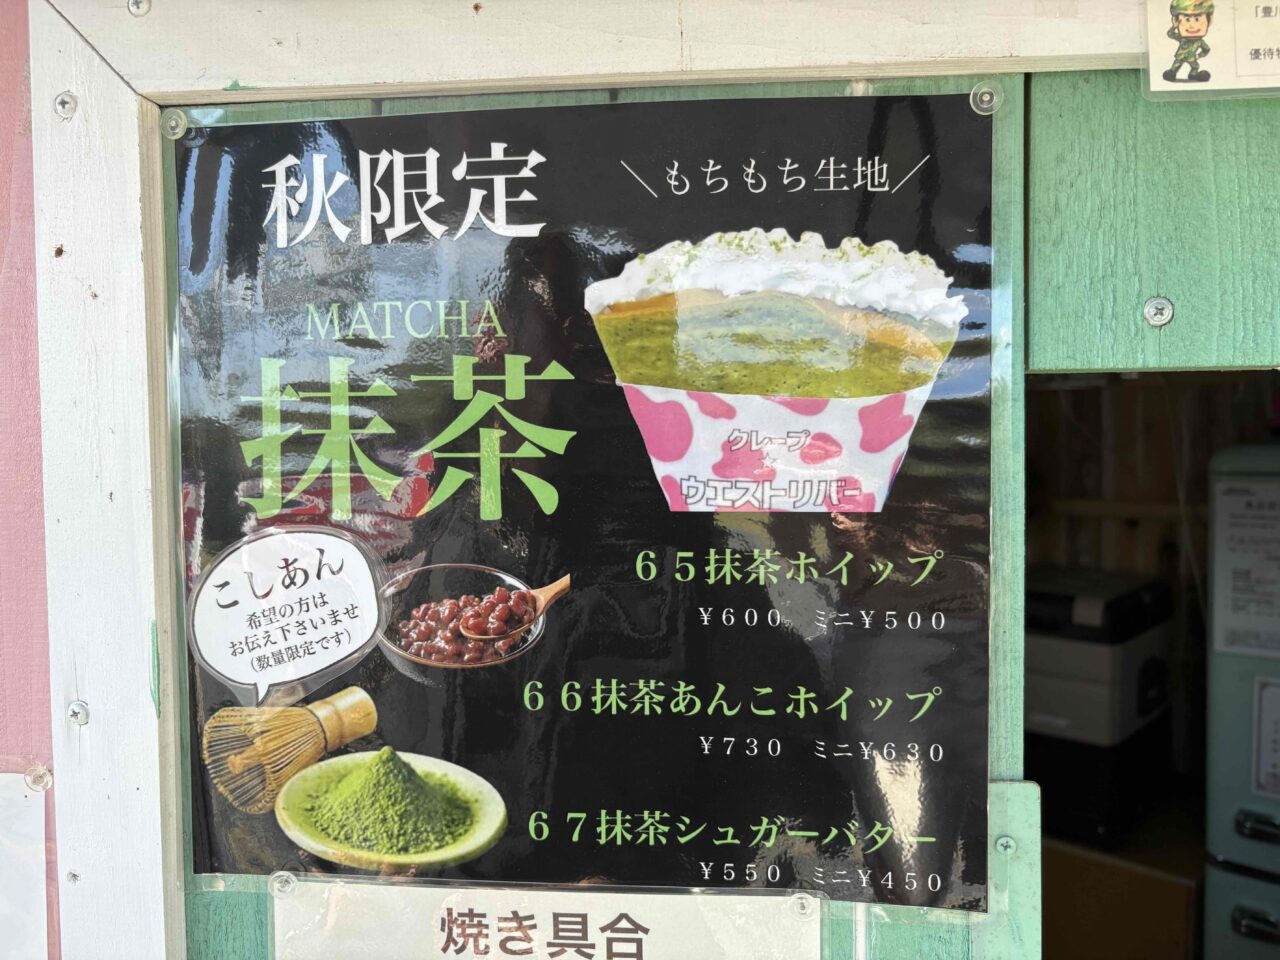 秋限定
＼もちもち生地／
MATCHA
抹茶
クレープ
☆
ウエストリバー
こしあん
希望の方は
お伝え下さいませ
(数量限定です)
６５抹茶ホイップ
￥６００　ミニ￥５００
６６抹茶あんこホイップ
￥７３０　ミニ￥６３０
６７抹茶シュガーバター
￥５５０　ミニ￥４５０
焼き具合
「豊川
優待